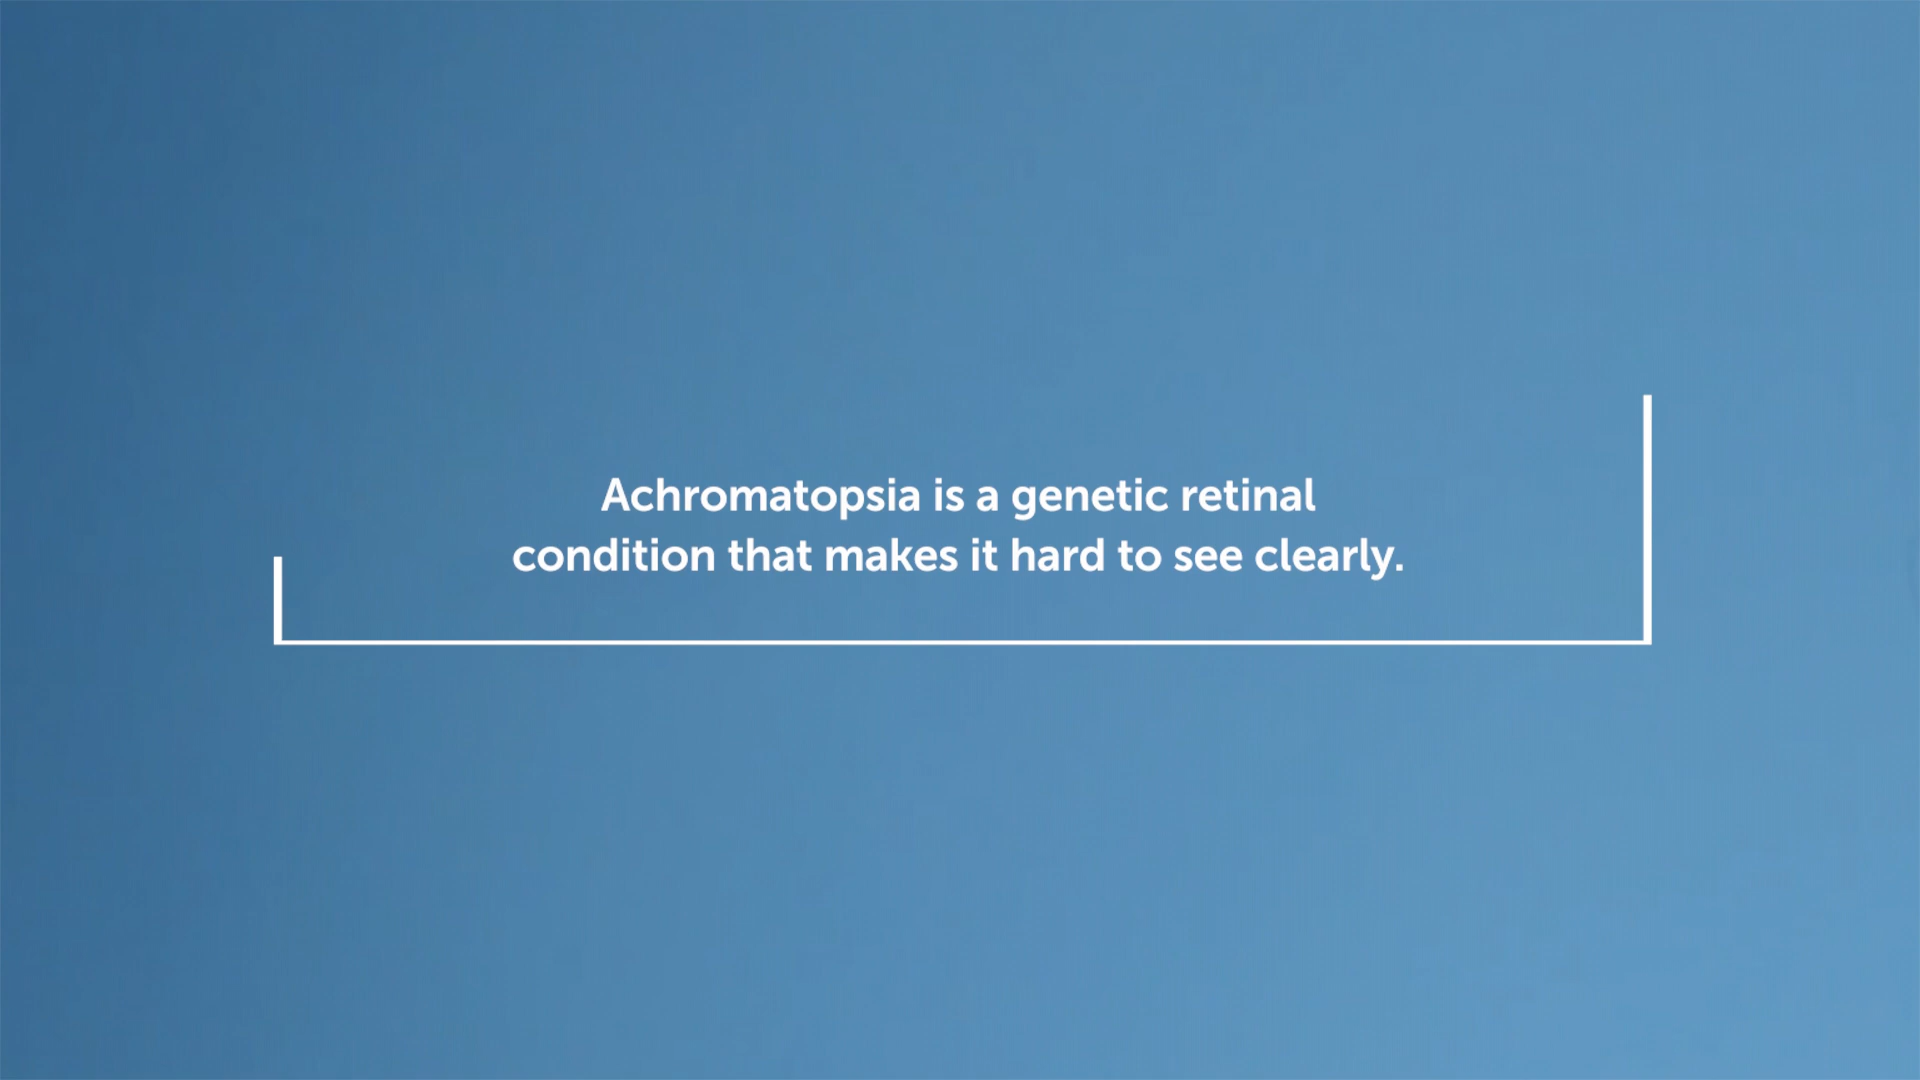 Achromatopsia is a genetic retinal
condition that makes it hard to see clearly.